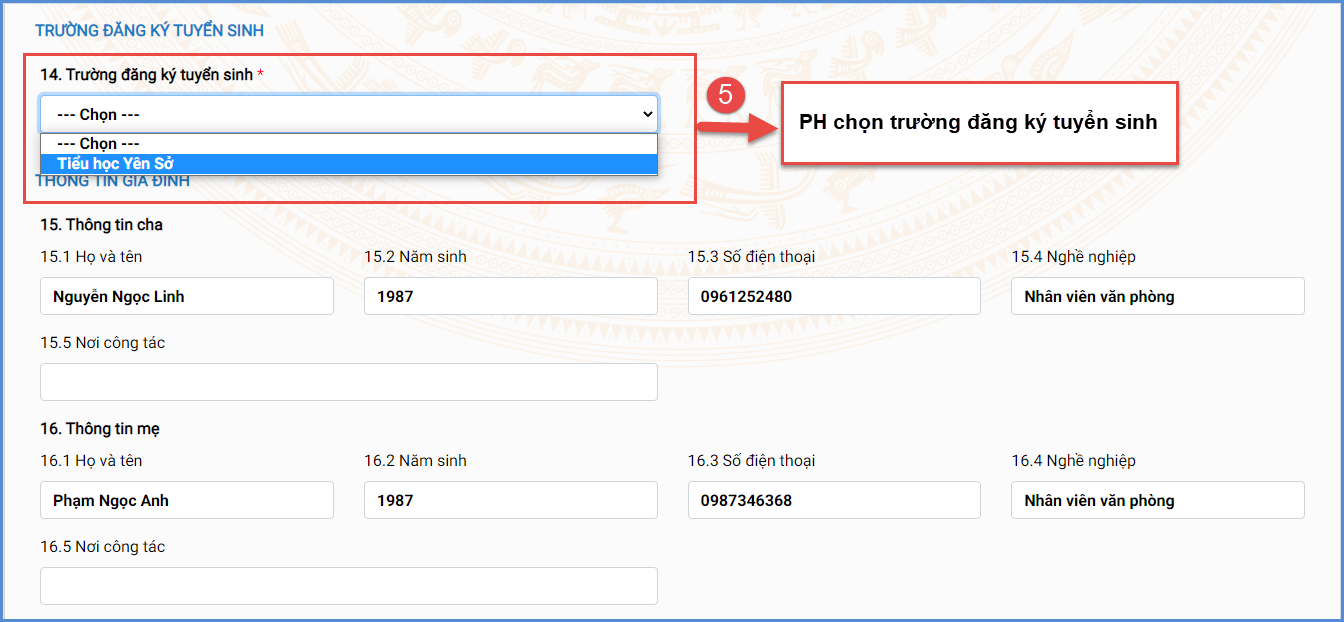 TRƯỜNG ĐĂNG KÝ TUYỂN SINH
14. Trường đăng ký tuyển sinh *
--- Chọn ---
--- Chọn ---
Tiểu học Yên Sở
5
PH chọn trường đăng ký tuyển sinh
THÔNG TIN GIA ĐÌNH
15. Thông tin cha
15.1 Họ và tên 15.2 Năm sinh 15.3 Số điện thoại 15.4 Nghề nghiệp
Nguyễn Ngọc Linh 1987 0961252480 Nhân viên văn phòng
15.5 Nơi công tác
16. Thông tin mẹ
16.1 Họ và tên 16.2 Năm sinh 16.3 Số điện thoại 16.4 Nghề nghiệp
Phạm Ngọc Anh 1987 0987346368 Nhân viên văn phòng
16.5 Nơi công tác